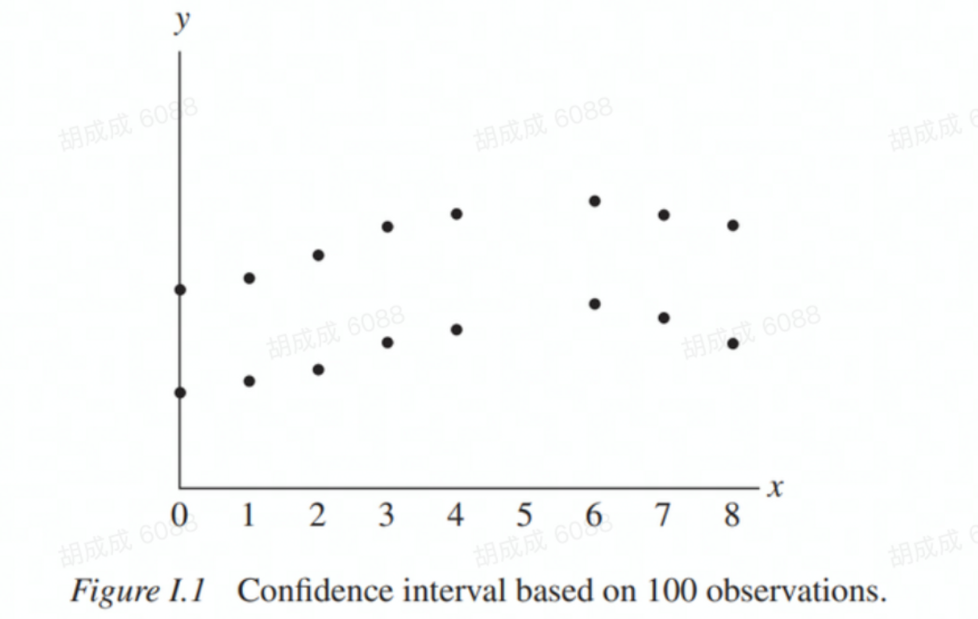 y
胡成成 6088 胡成成 6088 胡成成 6
胡成成 6088 胡成成 6088
x
0 1 2 3 4 5 6 7 8
胡成成 6088 胡成成 6088 胡成成 6
Figure I.1 Confidence interval based on 100 observations.